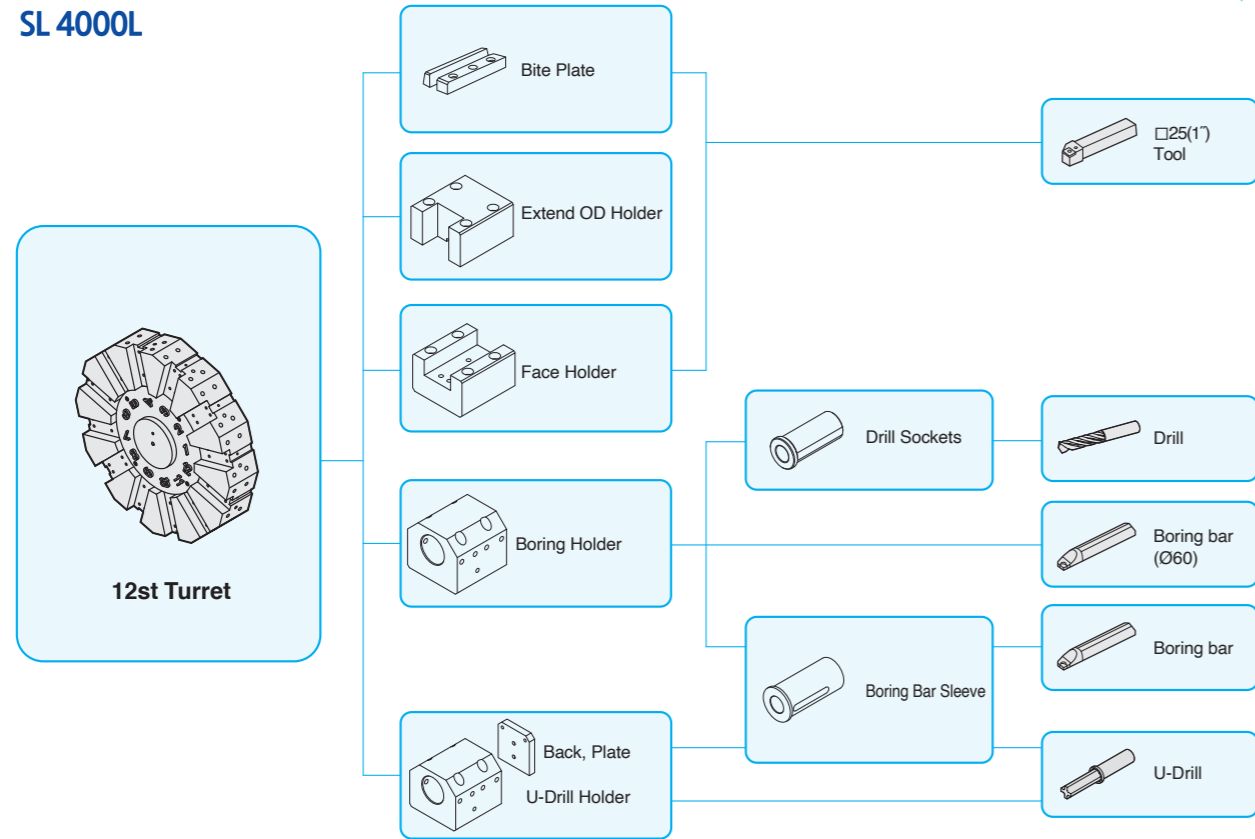 SL 4000L
Bite Plate
□25(1″)
Tool
Extend OD Holder
Face Holder
12st Turret
Drill Sockets
Drill
Boring Holder
Boring bar
(Ø60)
Boring Bar Sleeve
Boring bar
Back, Plate
U-Drill Holder
U-Drill